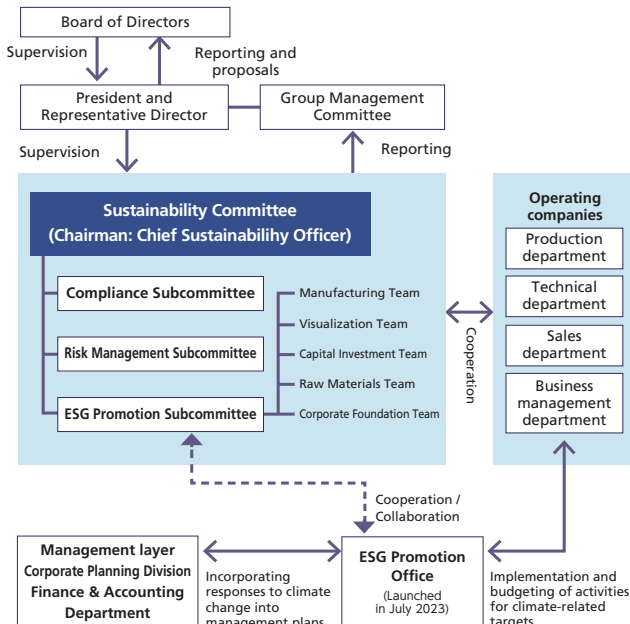 Board of Directors
Supervision
Reporting and
proposals
President and
Representative Director
Group Management
Committee
Supervision
Reporting
Sustainability Committee
(Chairman: Chief Sustainabilihy Officer)
Compliance Subcommittee
Risk Management Subcommittee
ESG Promotion Subcommittee
Manufacturing Team
Visualization Team
Capital Investment Team
Raw Materials Team
Corporate Foundation Team
Cooperation
Operating
companies
Production
department
Technical
department
Sales
department
Business
management
department
Cooperation /
Collaboration
Management layer
Corporate Planning Division
Finance & Accounting
Department
Incorporating
responses to climate
change into
management plans
ESG Promotion
Office
(Launched
in July 2023)
Implementation and
budgeting of activities
for climate-related
targets